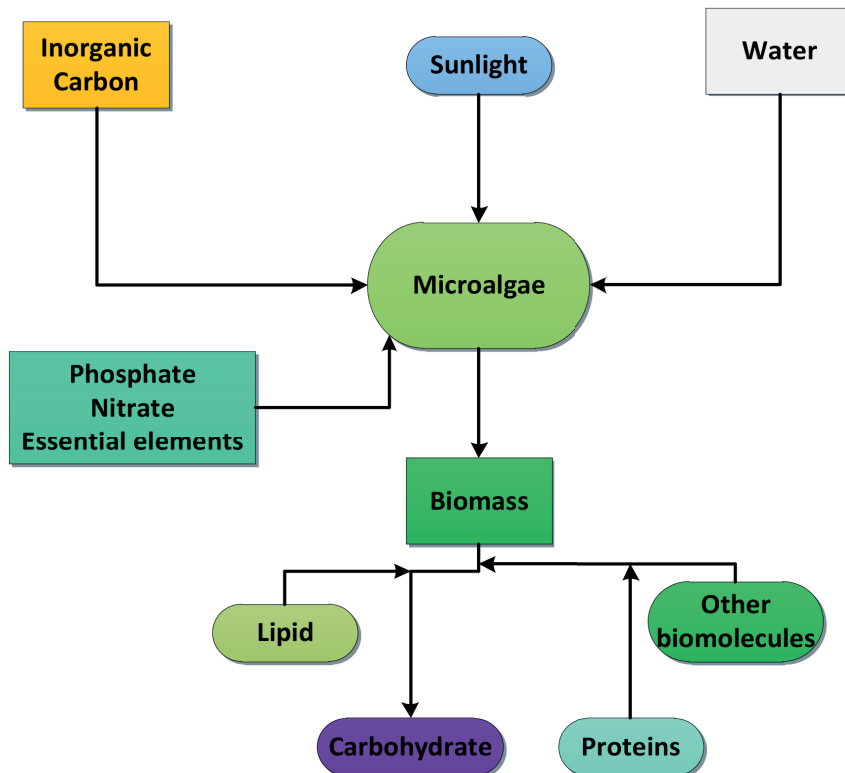 Inorganic
Carbon
Sunlight
Water
Microalgae
Phosphate
Nitrate
Essential elements
Biomass
Lipid
Other
biomolecules
Carbohydrate
Proteins